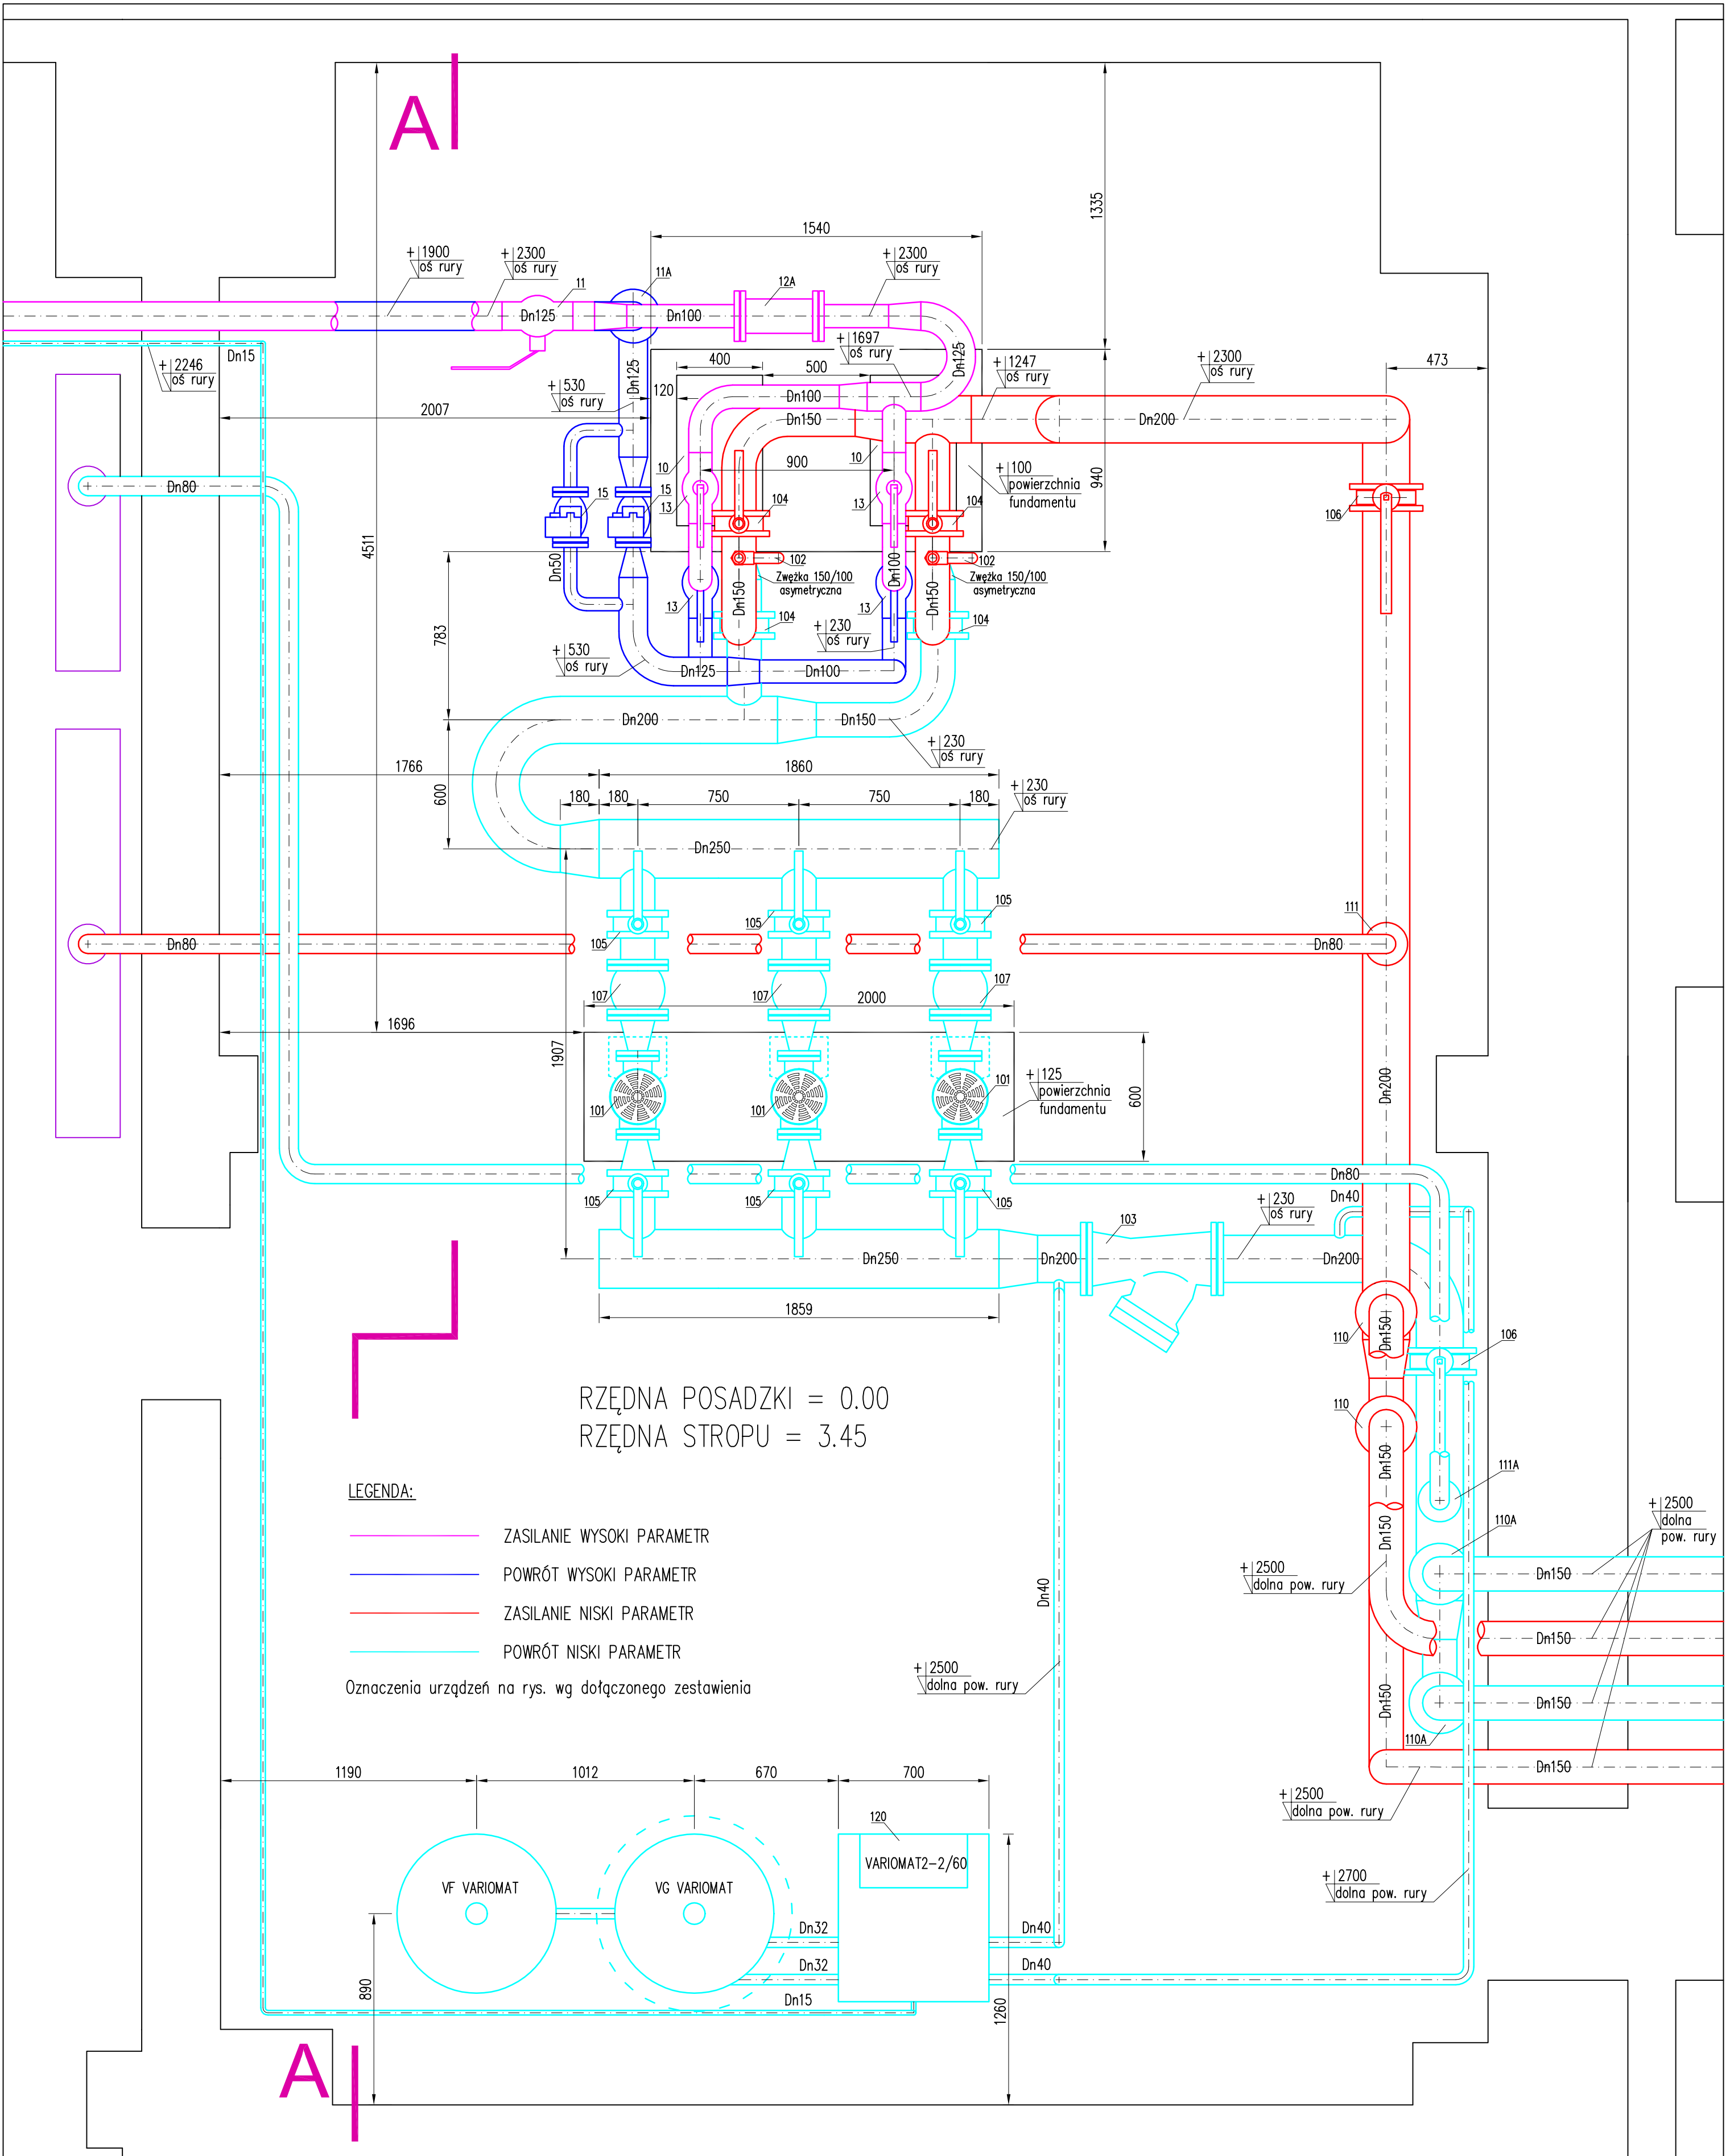 A
4511
1335
1540
+ 1900
oś rury
+ 2300
oś rury
11
11A
12A
+ 2300
oś rury
Dn125
Dn100
Dn15
+ 2246
oś rury
Dn125
+ 1697
oś rury
Dn125
+ 1247
oś rury
+ 2300
oś rury
473
400
500
120
+ 530
oś rury
2007
Dn100
Dn150
Dn200
10
10
900
+ 100
powierzchnia
fundamentu
940
Dn80
15
15
13
13
104
104
106
Dn50
102
102
Zwężka 150/100
asymetryczna
Zwężka 150/100
asymetryczna
Dn150
Dn100
Dn150
13
13
104
104
783
+ 230
oś rury
+ 530
oś rury
Dn125
Dn100
Dn200
Dn150
+ 230
oś rury
1766
1860
600
180
180
750
750
180
+ 230
oś rury
Dn250
105
105
105
111
Dn80
Dn80
107
107
107
2000
1696
1907
+ 125
powierzchnia
fundamentu
600
101
101
101
Dn200
105
105
105
Dn80
Dn40
+ 230
oś rury
103
Dn250
Dn200
Dn200
1859
110
Dn150
106
RZĘDNA POSADZKI = 0.00
RZĘDNA STROPU = 3.45
110
Dn150
111A
LEGENDA:
ZASILANIE WYSOKI PARAMETR
POWRÓT WYSOKI PARAMETR
ZASILANIE NISKI PARAMETR
POWRÓT NISKI PARAMETR
Oznaczenia urządzeń na rys. wg dołączonego zestawienia
+ 2500
dolna
pow. rury
110A
Dn150
Dn150
+ 2500
dolna pow. rury
Dn40
Dn150
+ 2500
dolna pow. rury
Dn150
Dn150
110A
Dn150
+ 2500
dolna pow. rury
1190
1012
670
700
120
VARIOMAT2-2/60
VF VARIOMAT
VG VARIOMAT
+ 2700
dolna pow. rury
Dn32
Dn40
Dn32
Dn40
Dn15
890
1260
A